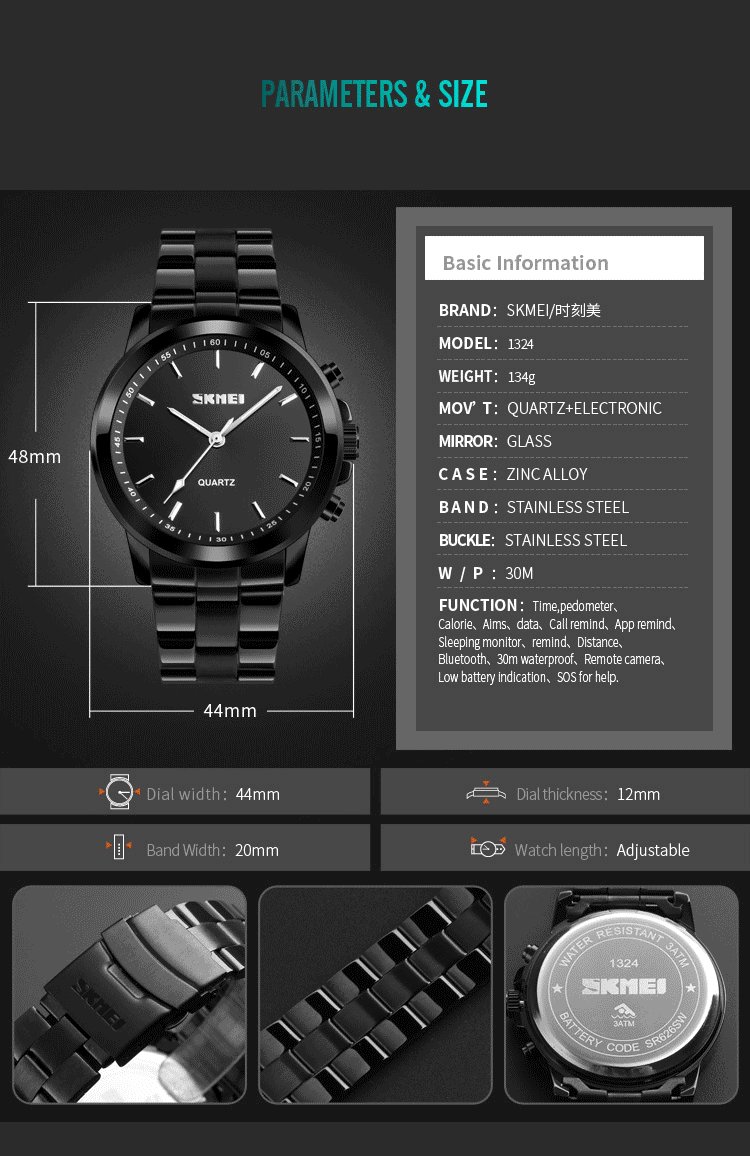 PARAMETERS & SIZE
Basic Information
BRAND: SKMEI/时刻美
MODEL: 1324
WEIGHT: 134g
MOV' T: QUARTZ+ELECTRONIC
MIRROR: GLASS
CASE: ZINC ALLOY
BAND: STAINLESS STEEL
BUCKLE: STAINLESS STEEL
W / P : 30M
FUNCTION: Time,pedometer、
Calorie、Aims、data、Call remind、App remind、
Sleeping monitor、remind、Distance、
Bluetooth、30m waterproof、Remote camera、
Low battery indication、SOS for help.
48mm
44mm
60
05
10
15
20
25
30
35
40
45
50
55
SKMEI
QUARTZ
Dial width: 44mm
Dial thickness: 12mm
Band Width: 20mm
Watch length: Adjustable
SKMEI
WATER RESISTANT 3ATM
1324
SKMEI
3ATM
BATTERY CODE SR626SW